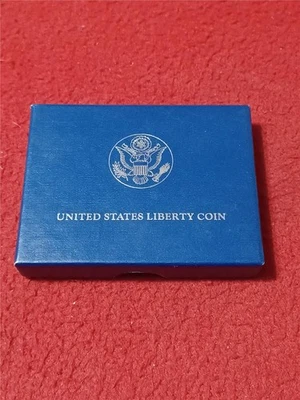 UNITED STATES LIBERTY COIN